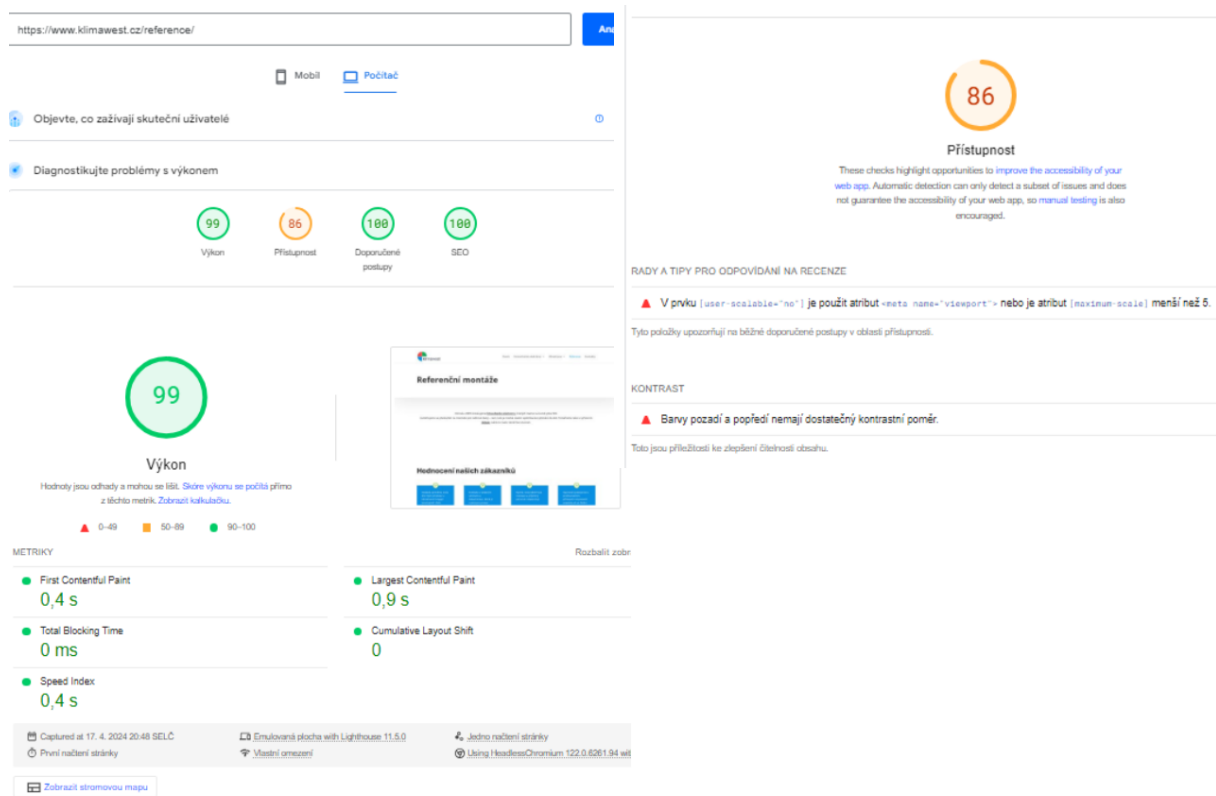 https://www.klimawest.cz/reference/
Ana
Mobil
Počítač
Objevte, co zažívají skuteční uživatelé
Diagnostikujte problémy s výkonem
99
86
100
100
Výkon
Přístupnost
Doporučené
postupy
SEO
99
Výkon
Hodnoty jsou odhady a mohou se lišit. Skóre výkonu se počítá přímo
z těchto metrik. Zobrazit kalkulačku.
0–49
50–89
90–100
Referenční montáže
Hodnocení našich zákazníků
METRIKY
Rozbalit zobr
First Contentful Paint
0,4 s
Largest Contentful Paint
0,9 s
Total Blocking Time
0 ms
Cumulative Layout Shift
0
Speed Index
0,4 s
Captured at 17. 4. 2024 20:48 SELČ
Emulovaná plocha with Lighthouse 11.5.0
Jedno načtení stránky
První načtení stránky
Vlastní omezení
Using HeadlessChromium 122.0.6261.94 wit
Zobrazit stromovou mapu
86
Přístupnost
These checks highlight opportunities to improve the accessibility of your
web app. Automatic detection can only detect a subset of issues and does
not guarantee the accessibility of your web app, so manual testing is also
encouraged.
RADY A TIPY PRO ODPOVÍDÁNÍ NA RECENZE
V prvku [user-scalable="no"] je použit atribut <meta name="viewport"> nebo je atribut [maximum-scale] menší než 5.
Tyto položky upozorňují na běžné doporučené postupy v oblasti přístupnosti.
KONTRAST
Barvy pozadí a popředí nemají dostatečný kontrastní poměr.
Toto jsou příležitosti ke zlepšení čitelnosti obsahu.